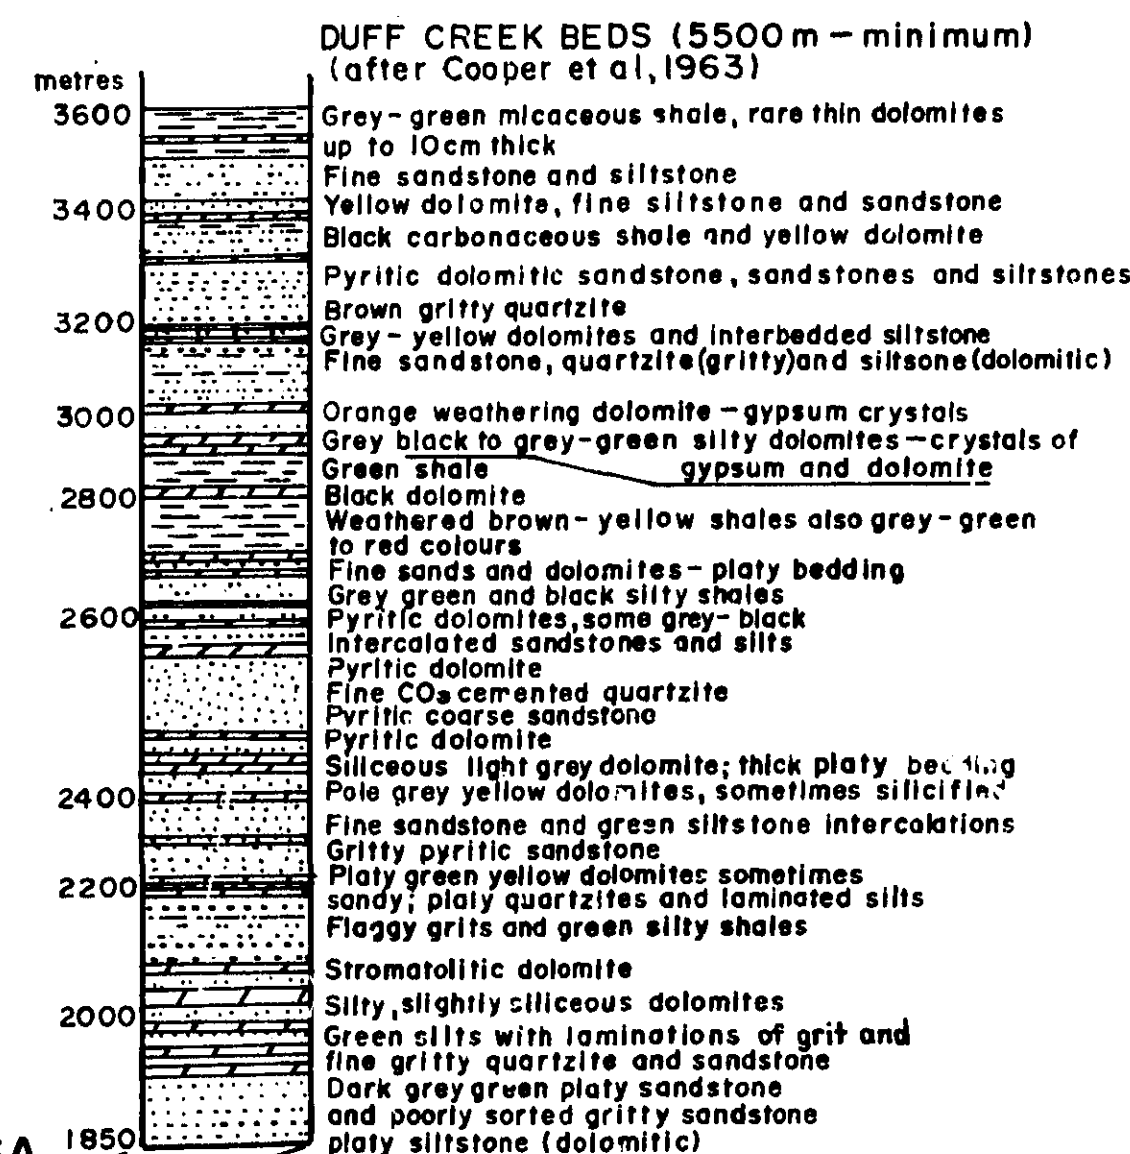 DUFF CREEK BEDS (5500 m - minimum)
(after Cooper et al, 1963)
metres
3600
Grey-green micaceous shale, rare thin dolomites
up to 10cm thick
Fine sandstone and siltstone
3400
Yellow dolomite, fine siltstone and sandstone
Black carbonaceous shale and yellow dolomite
Pyritic dolomitic sandstone, sandstones and siltstones
Brown gritty quartzite
3200
Grey-yellow dolomites and interbedded siltstone
Fine sandstone, quartzite (gritty) and siltsone (dolomitic)
3000
Orange weathering dolomite - gypsum crystals
Grey black to grey-green silty dolomites - crystals of
gypsum and dolomite
Green shale
2800
Black dolomite
Weathered brown-yellow shales also grey-green
to red colours
Fine sands and dolomites - platy bedding
Grey green and black silty shales
2600
Pyritic dolomites, some grey-black
Intercalated sandstones and silts
Pyritic dolomite
Fine CO₃ cemented quartzite
Pyritic coarse sandstone
Pyritic dolomite
Siliceous light grey dolomite; thick platy bedding
2400
Pale grey yellow dolomites, sometimes silicified
Fine sandstone and green siltstone intercalations
Gritty pyritic sandstone
2200
Platy green yellow dolomites sometimes
sandy; platy quartzites and laminated silts
Flaggy grits and green silty shales
Stromatolitic dolomite
Silty, slightly siliceous dolomites
2000
Green silts with laminations of grit and
fine gritty quartzite and sandstone
Dark grey green platy sandstone
and poorly sorted gritty sandstone
1850
platy siltstone (dolomitic)